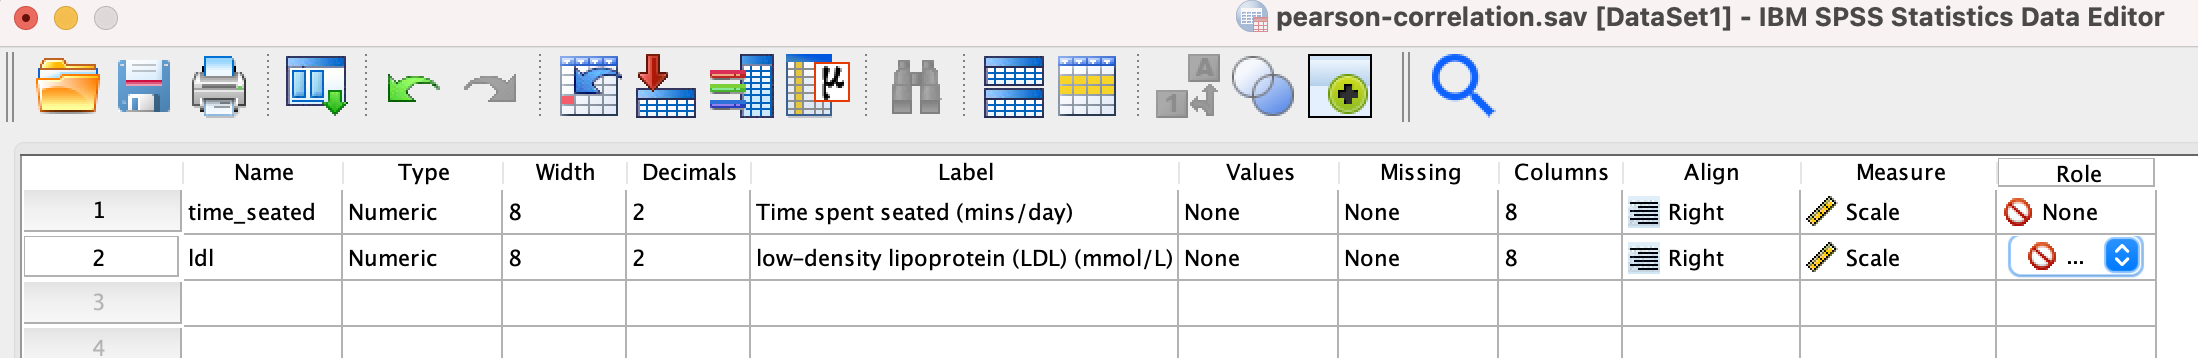 pearson-correlation.sav [DataSet1] - IBM SPSS Statistics Data Editor
μ A 1
Name Type Width Decimals Label Values Missing Columns Align Measure Role
1 time_seated Numeric 8 2 Time spent seated (mins/day) None None 8 Right Scale None
2 ldl Numeric 8 2 low-density lipoprotein (LDL) (mmol/L) None None 8 Right Scale ...
3
4